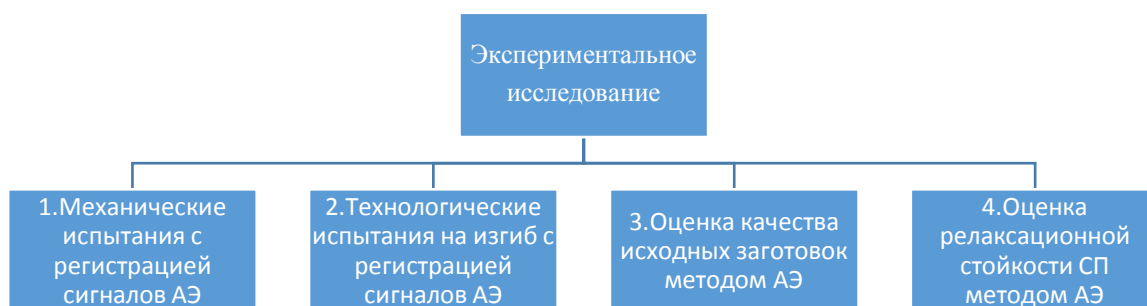 Экспериментальное
исследование
1.Механические
испытания с
регистрацией
сигналов АЭ
2.Технологические
испытания на изгиб с
регистрацией
сигналов АЭ
3.Оценка качества
исходных заготовок
методом АЭ
4.Оценка
релаксационной
стойкости СП
методом АЭ